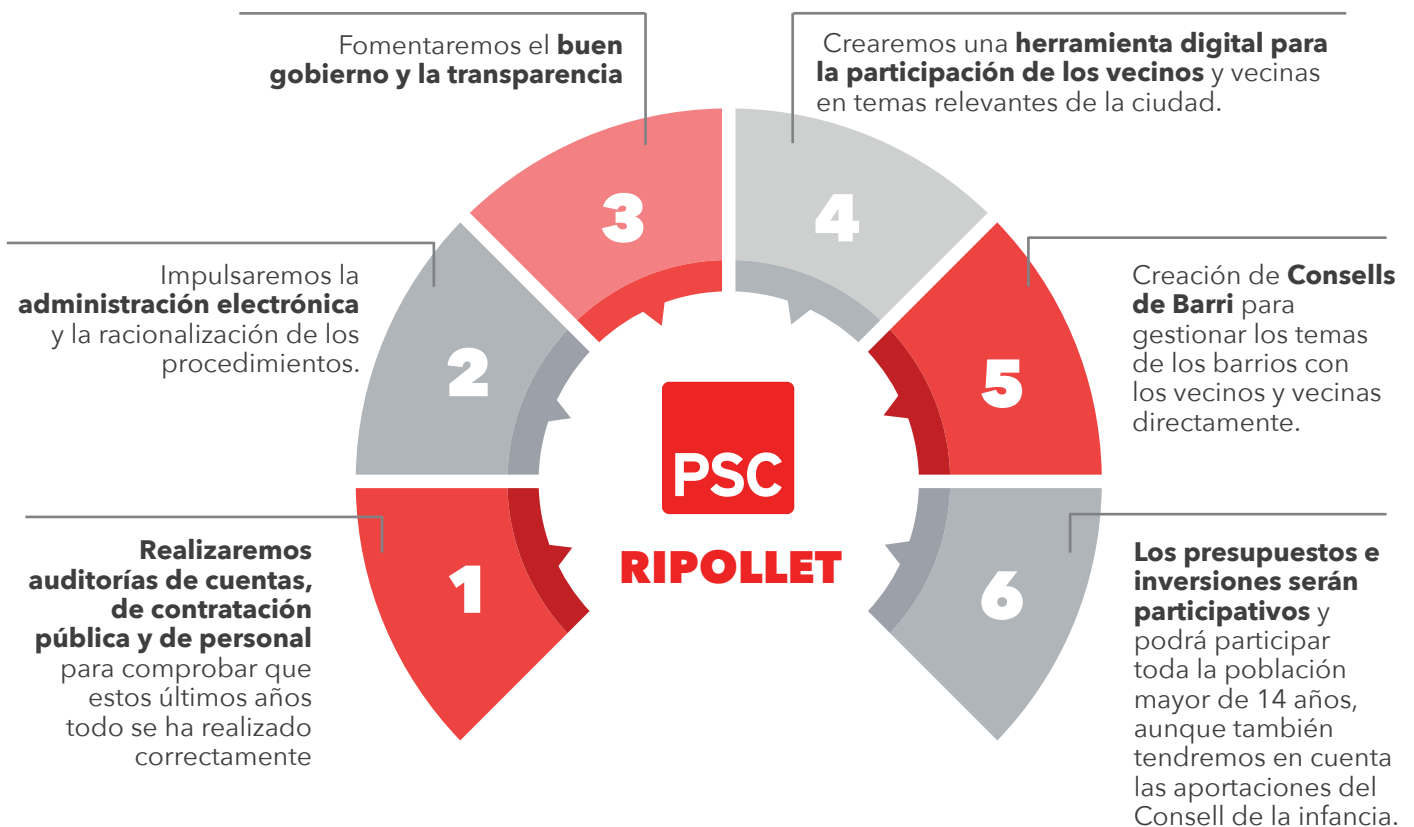 Fomentaremos el buen
gobierno y la transparencia
Crearemos una herramienta digital para
la participación de los vecinos y vecinas
en temas relevantes de la ciudad.
3
4
Impulsaremos la
administración electrónica
y la racionalización de los
procedimientos.
2
5
Creación de Consells
de Barri para
gestionar los temas
de los barrios con
los vecinos y vecinas
directamente.
PSC
RIPOLLET
Realizaremos
auditorías de cuentas,
de contratación
pública y de personal
para comprobar que
estos últimos años
todo se ha realizado
correctamente
1
6
Los presupuestos e
inversiones serán
participativos y
podrá participar
toda la población
mayor de 14 años,
aunque también
tendremos en cuenta
las aportaciones del
Consell de la infancia.